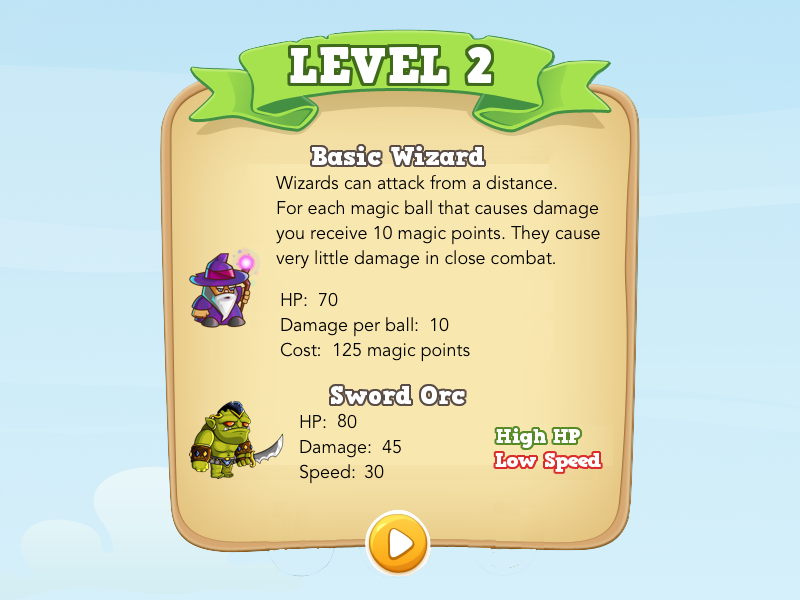 LEVEL 2
Basic Wizard
Wizards can attack from a distance.
For each magic ball that causes damage
you receive 10 magic points. They cause
very little damage in close combat.
HP: 70
Damage per ball: 10
Cost: 125 magic points
Sword Orc
HP: 80
Damage: 45
Speed: 30
High HP
Low Speed